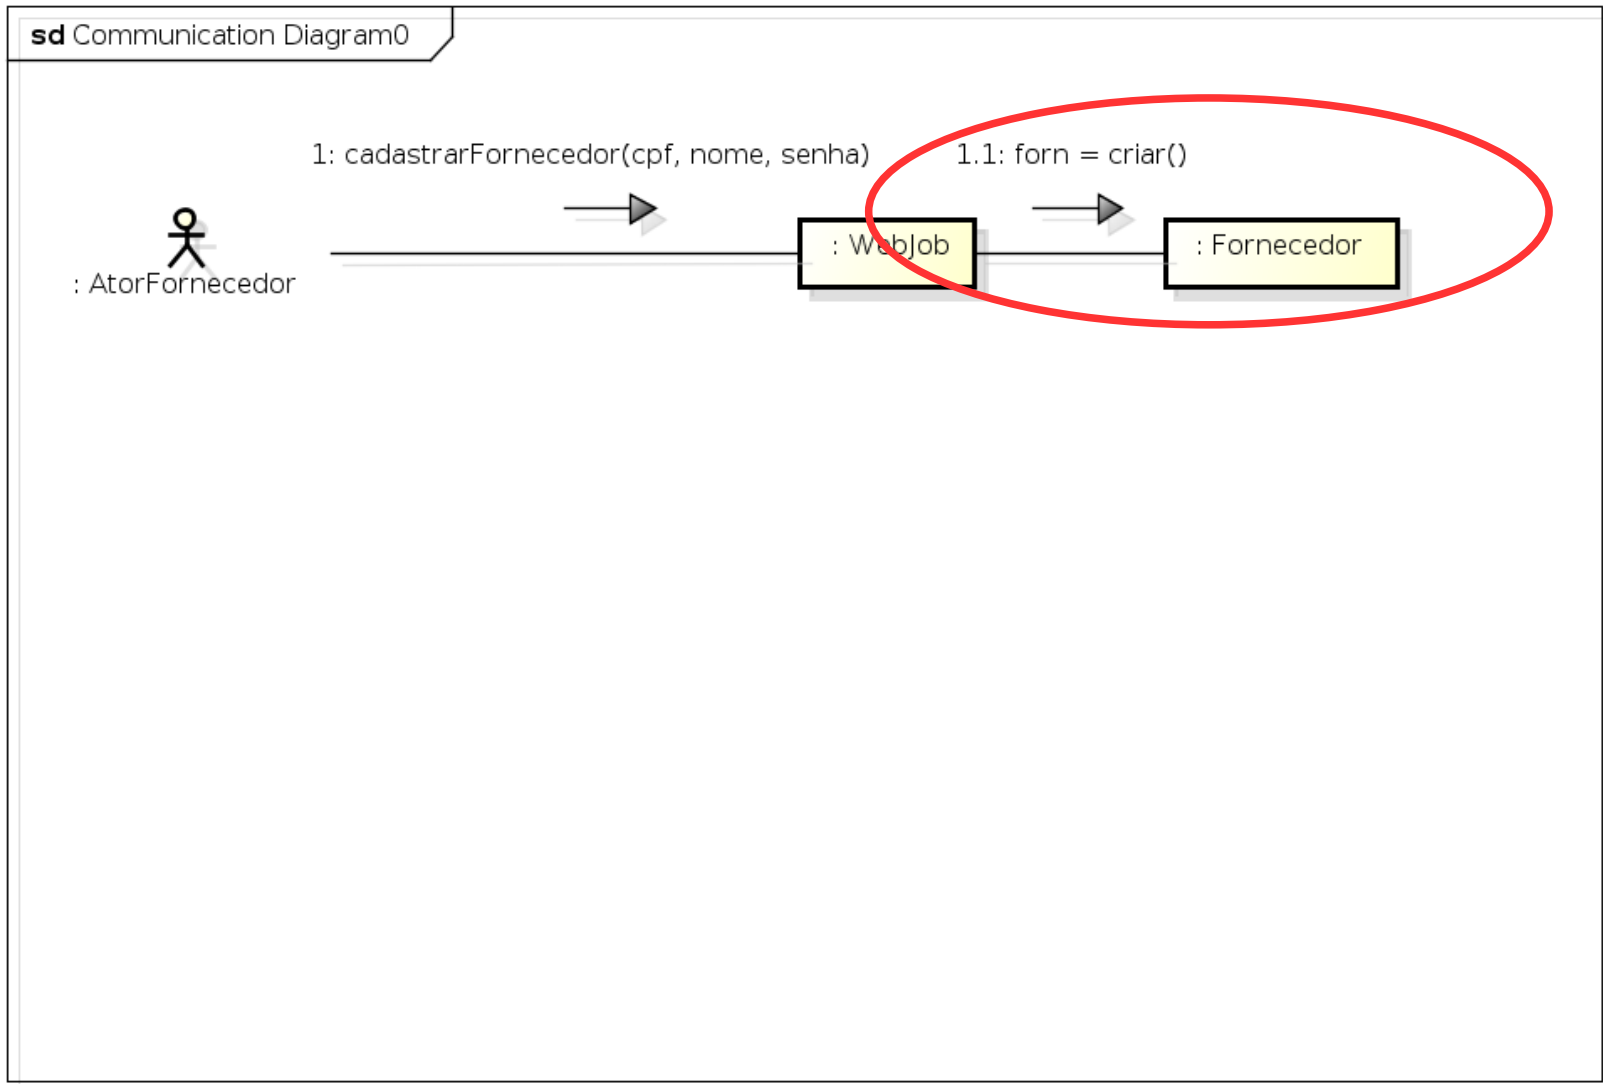 sd Communication Diagram0
1: cadastrarFornecedor(cpf, nome, senha)
1.1: forn = criar()
: WebJob
: Fornecedor
: AtorFornecedor